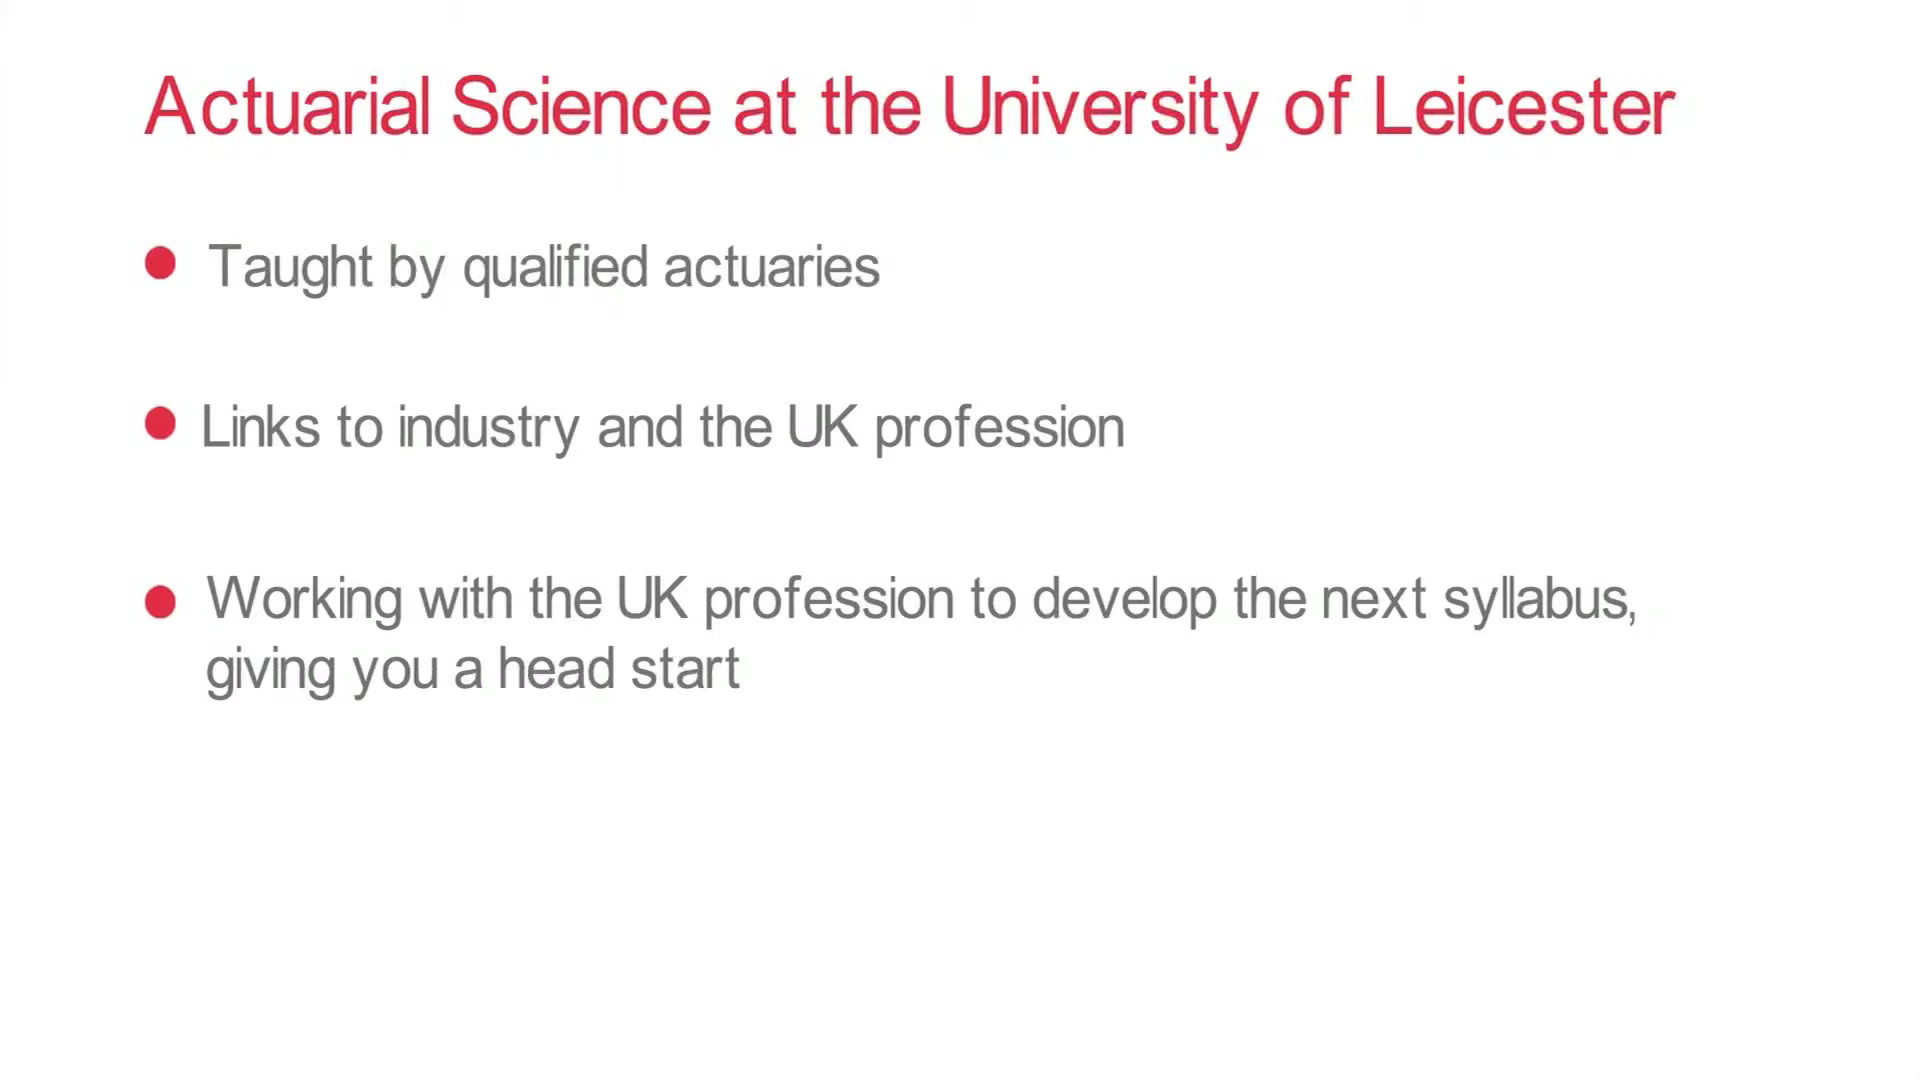 Actuarial Science at the University of Leicester
Taught by qualified actuaries
Links to industry and the UK profession
Working with the UK profession to develop the next syllabus,
giving you a head start